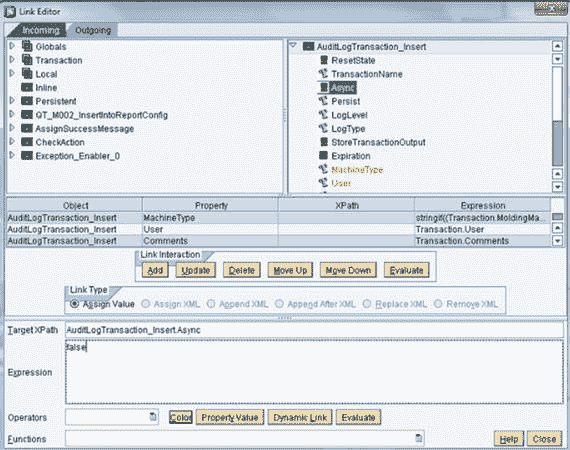 Link Editor
Incoming Outgoing
Globals
Transaction
Local
Inline
Persistent
QT_M002_InsertIntoReportConfig
AssignSuccessMessage
CheckAction
Exception_Enabler_0
AuditLogTransaction_Insert
ResetState
TransactionName
Async
Persist
LogLevel
LogType
StoreTransactionOutput
Expiration
MachineType
User
Object Property XPath Expression
AuditLogTransaction_Insert MachineType stringif((Transaction.MoldingMa...
AuditLogTransaction_Insert User Transaction.User
AuditLogTransaction_Insert Comments Transaction.Comments
Link Interaction
Add Update Delete Move Up Move Down Evaluate
Link Type
Assign Value Assign XML Append XML Append After XML Replace XML Remove XML
Target XPath AuditLogTransaction_Insert.Async
Expression false
Operators Color Property Value Dynamic Link Evaluate
Functions Help Close